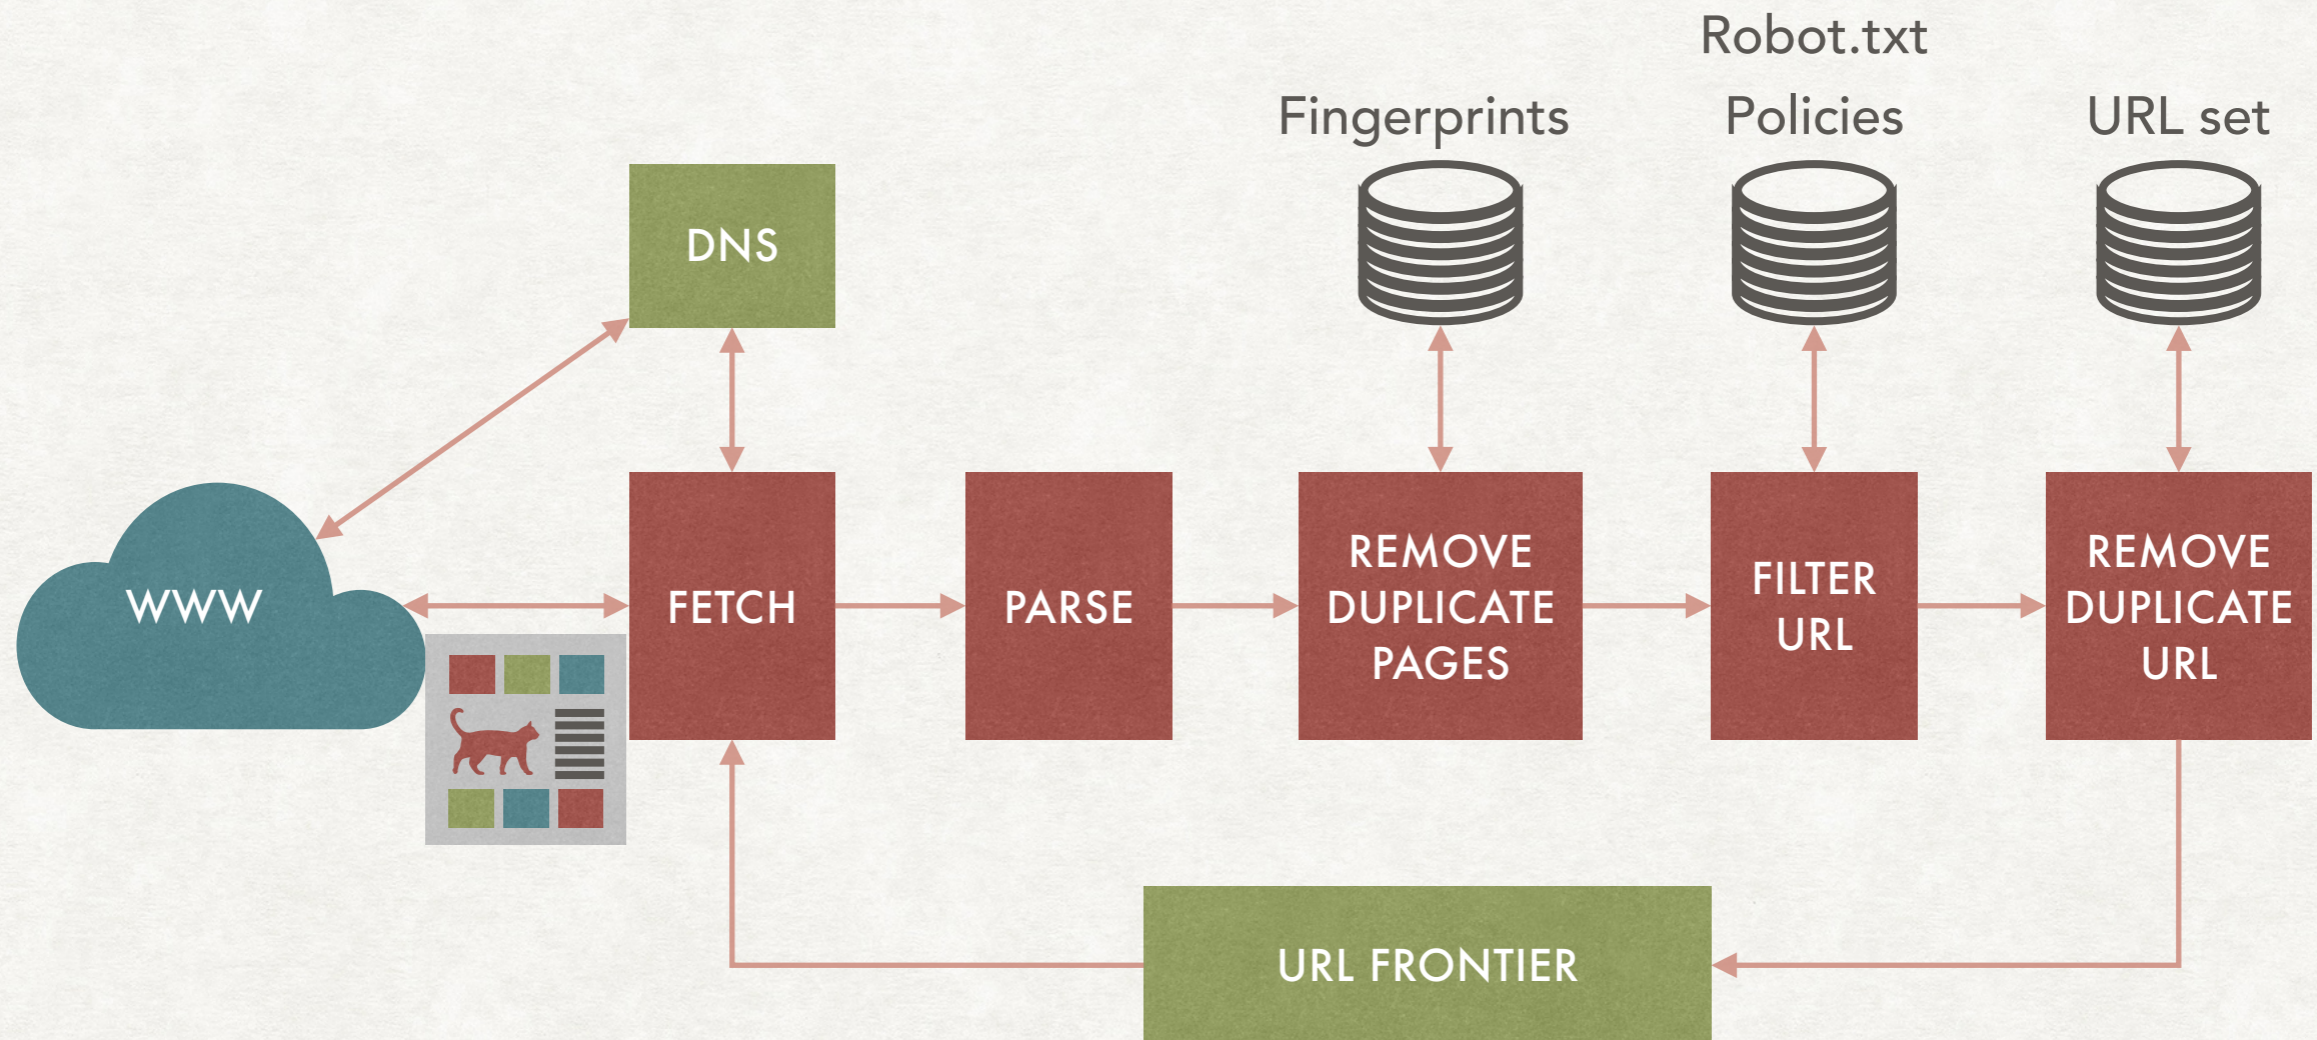 Robot.txt
Fingerprints
Policies
URL set
DNS
WWW
FETCH
PARSE
REMOVE
DUPLICATE
PAGES
FILTER
URL
REMOVE
DUPLICATE
URL
URL FRONTIER